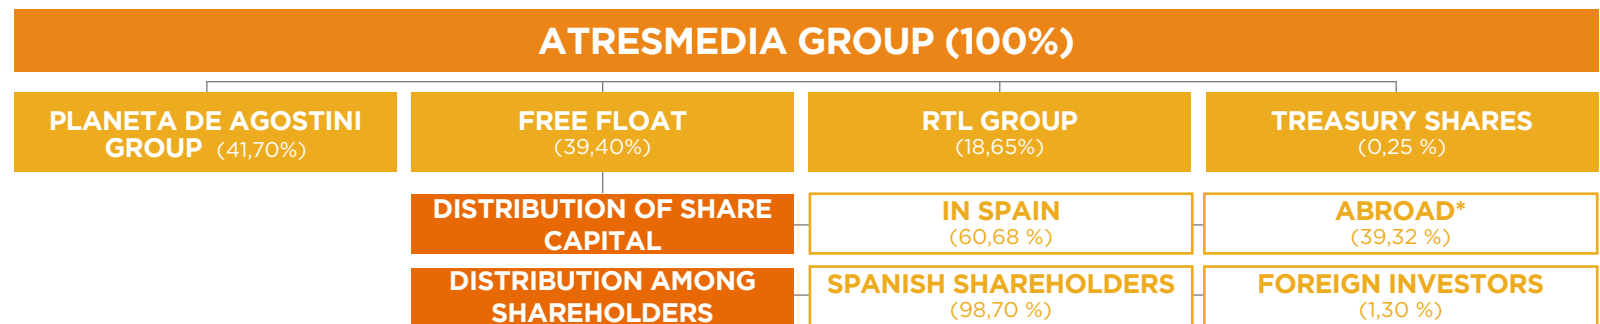 ATRESMEDIA GROUP (100%)
PLANETA DE AGOSTINI
GROUP (41,70%)
FREE FLOAT
(39,40%)
RTL GROUP
(18,65%)
TREASURY SHARES
(0,25 %)
DISTRIBUTION OF SHARE
CAPITAL
IN SPAIN
(60,68 %)
ABROAD*
(39,32 %)
DISTRIBUTION AMONG
SHAREHOLDERS
SPANISH SHAREHOLDERS
(98,70 %)
FOREIGN INVESTORS
(1,30 %)